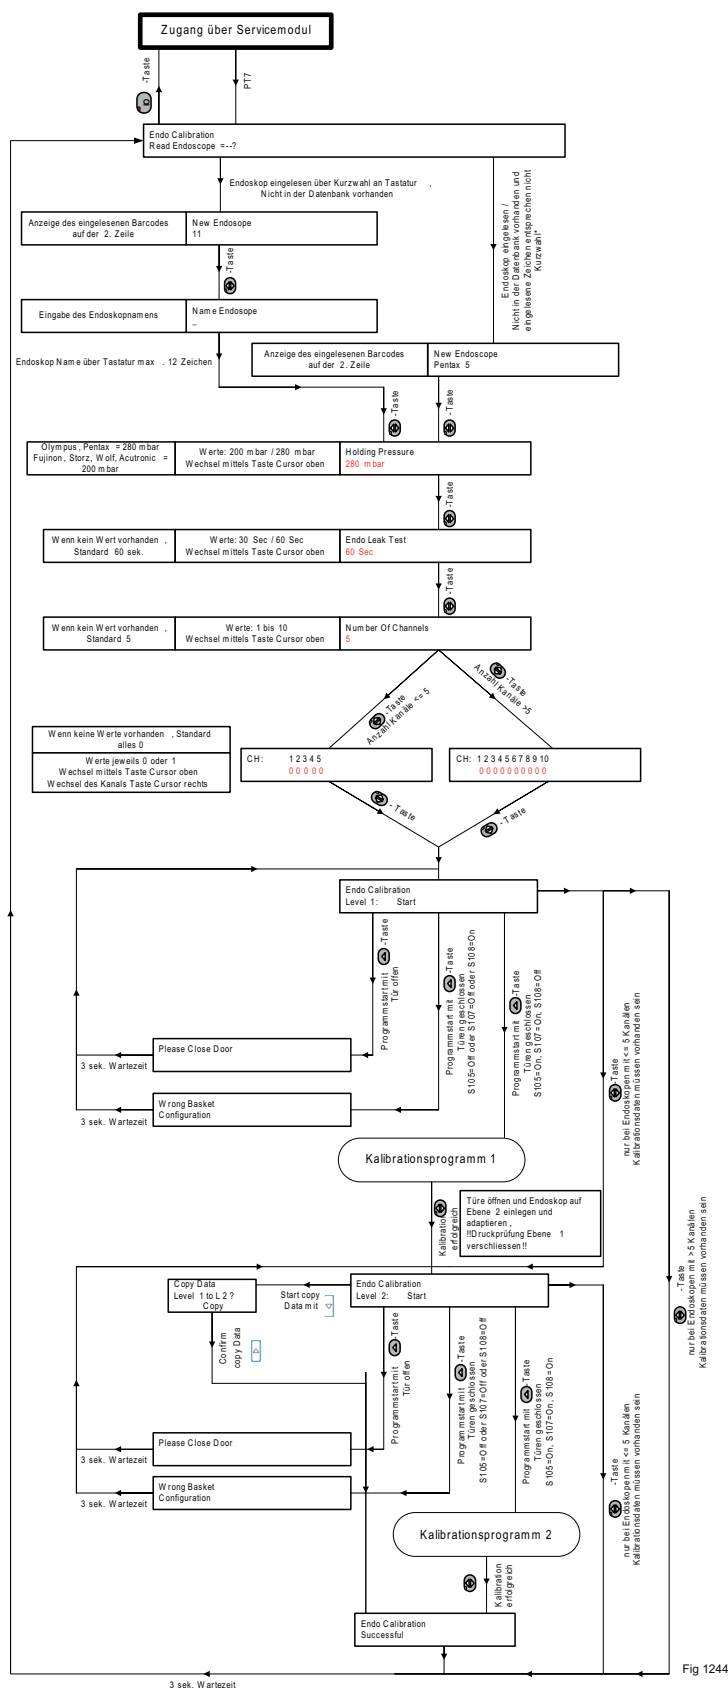 Zugang über Servicemodul
-Taste
PT7
Endo Calibration
Read Endoscope =--?
Endoskop eingelesen über Kurzwahl an Tastatur ,
Nicht in der Datenbank vorhanden
Endoskop eingelesen /
Nicht in der Datenbank vorhanden und
eingelesene Zeichen entsprechen nicht
Kurzwahl*
Anzeige des eingelesenen Barcodes
auf der 2. Zeile
New Endosope
11
-Taste
Eingabe des Endoskopnamens
Name Endosope
_
Endoskop Name über Tastatur max . 12 Zeichen
Anzeige des eingelesenen Barcodes
auf der 2. Zeile
New Endoscope
Pentax 5
-Taste
-Taste
Olympus, Pentax = 280 mbar
Fujinon, Storz, Wolf, Acutronic =
200 mbar
Werte: 200 mbar / 280 mbar
Wechsel mittels Taste Cursor oben
Holding Pressure
280 mbar
-Taste
Wenn kein Wert vorhanden ,
Standard 60 sek.
Werte: 30 Sec / 60 Sec
Wechsel mittels Taste Cursor oben
Endo Leak Test
60 Sec
-Taste
Wenn kein Wert vorhanden ,
Standard 5
Werte: 1 bis 10
Wechsel mittels Taste Cursor oben
Number Of Channels
5
-Taste
Anzahl Kanäle <= 5
-Taste
Anzahl Kanäle >5
Wenn keine Werte vorhanden , Standard
alles 0
Werte jeweils 0 oder 1
Wechsel mittels Taste Cursor oben
Wechsel des Kanals Taste Cursor rechts
CH: 1 2 3 4 5
0 0 0 0 0
CH: 1 2 3 4 5 6 7 8 9 10
0 0 0 0 0 0 0 0 0 0
- Taste
- Taste
Endo Calibration
Level 1: Start
-Taste
Programmstart mit
Tür offen
-Taste
Programmstart mit
Türen geschlossen
S105=Off oder S107=Off oder S108=On
-Taste
Programmstart mit
Türen geschlossen
S105=On, S107=On, S108=Off
Please Close Door
3 sek. Wartezeit
Wrong Basket
Configuration
3 sek. Wartezeit
-Taste
nur bei Endoskopen mit <= 5 Kanälen
Kalibrationsdaten müssen vorhanden sein
Kalibrationsprogramm 1
Kalibration
erfolgreich
Türe öffnen und Endoskop auf
Ebene 2 einlegen und
adaptieren ,
!!Druckprüfung Ebene 1
verschliessen !!
-Taste
nur bei Endoskopen mit >5 Kanälen
Kalibrationsdaten müssen vorhanden sein
Copy Data
Level 1 to L 2 ?
Copy
Start copy
Data mit
Endo Calibration
Level 2: Start
Confirm
copy Data
-Taste
Programmstart mit
Tür offen
-Taste
Programmstart mit
Türen geschlossen
S105=Off oder S107=Off oder S108=Off
-Taste
Programmstart mit
Türen geschlossen
S105=On, S107=On, S108=On
Please Close Door
3 sek. Wartezeit
Wrong Basket
Configuration
3 sek. Wartezeit
-Taste
nur bei Endoskopen mit <= 5 Kanälen
Kalibrationsdaten müssen vorhanden sein
Kalibrationsprogramm 2
Kalibration
erfolgreich
Endo Calibration
Successful
3 sek. Wartezeit
Fig 1244